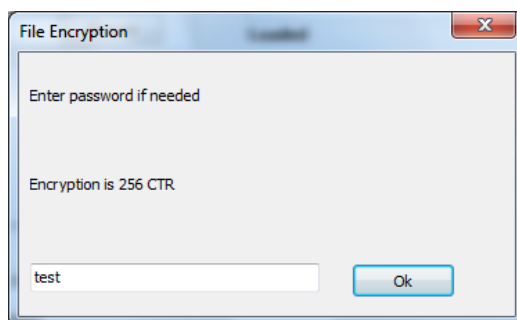 File Encryption
Enter password if needed
Encryption is 256 CTR
test
Ok